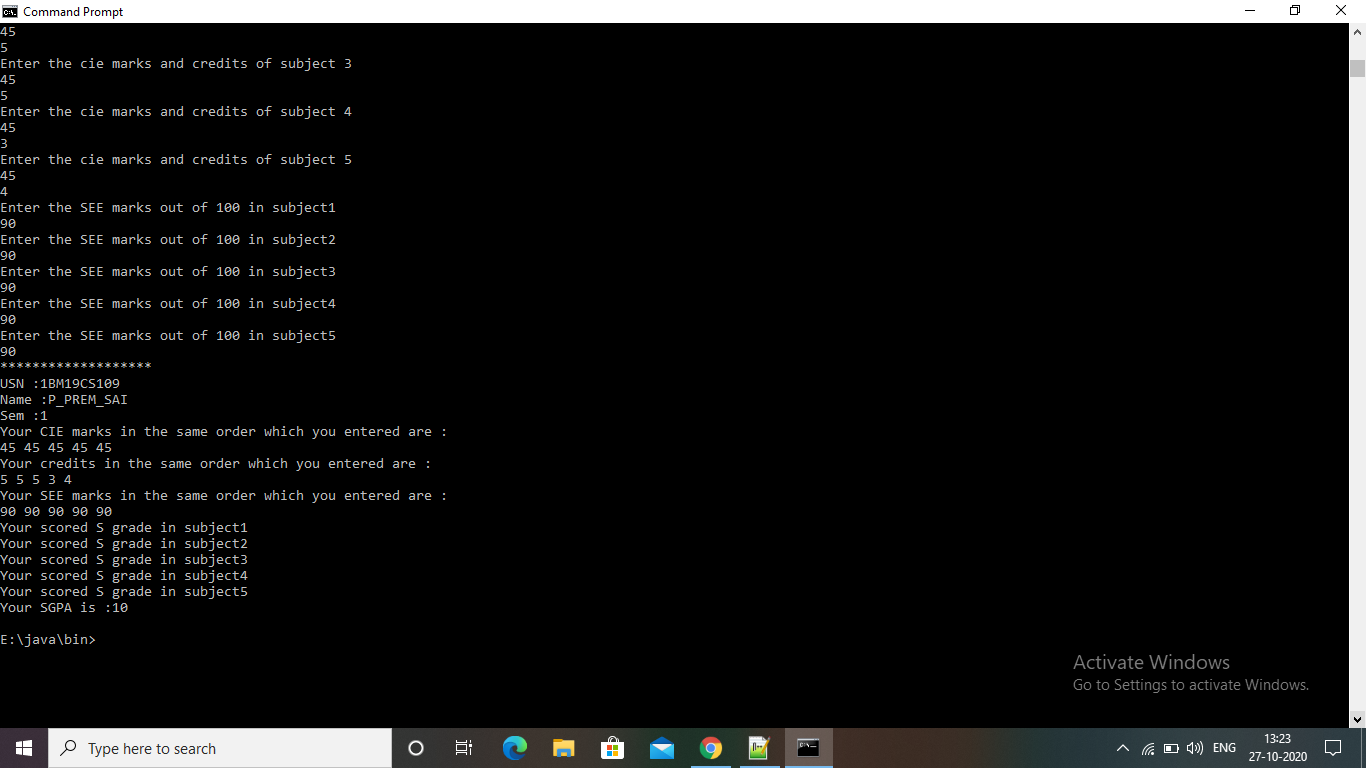 Command Prompt
45
5
Enter the cie marks and credits of subject 3
45
5
Enter the cie marks and credits of subject 4
45
3
Enter the cie marks and credits of subject 5
45
4
Enter the SEE marks out of 100 in subject1
90
Enter the SEE marks out of 100 in subject2
90
Enter the SEE marks out of 100 in subject3
90
Enter the SEE marks out of 100 in subject4
90
Enter the SEE marks out of 100 in subject5
90
*******************
USN :1BM19CS109
Name :P_PREM_SAI
Sem :1
Your CIE marks in the same order which you entered are :
45 45 45 45 45
Your credits in the same order which you entered are :
5 5 5 3 4
Your SEE marks in the same order which you entered are :
90 90 90 90 90
Your scored S grade in subject1
Your scored S grade in subject2
Your scored S grade in subject3
Your scored S grade in subject4
Your scored S grade in subject5
Your SGPA is :10
E:\java\bin>
Activate Windows
Go to Settings to activate Windows.
Type here to search
ENG
13:23
27-10-2020